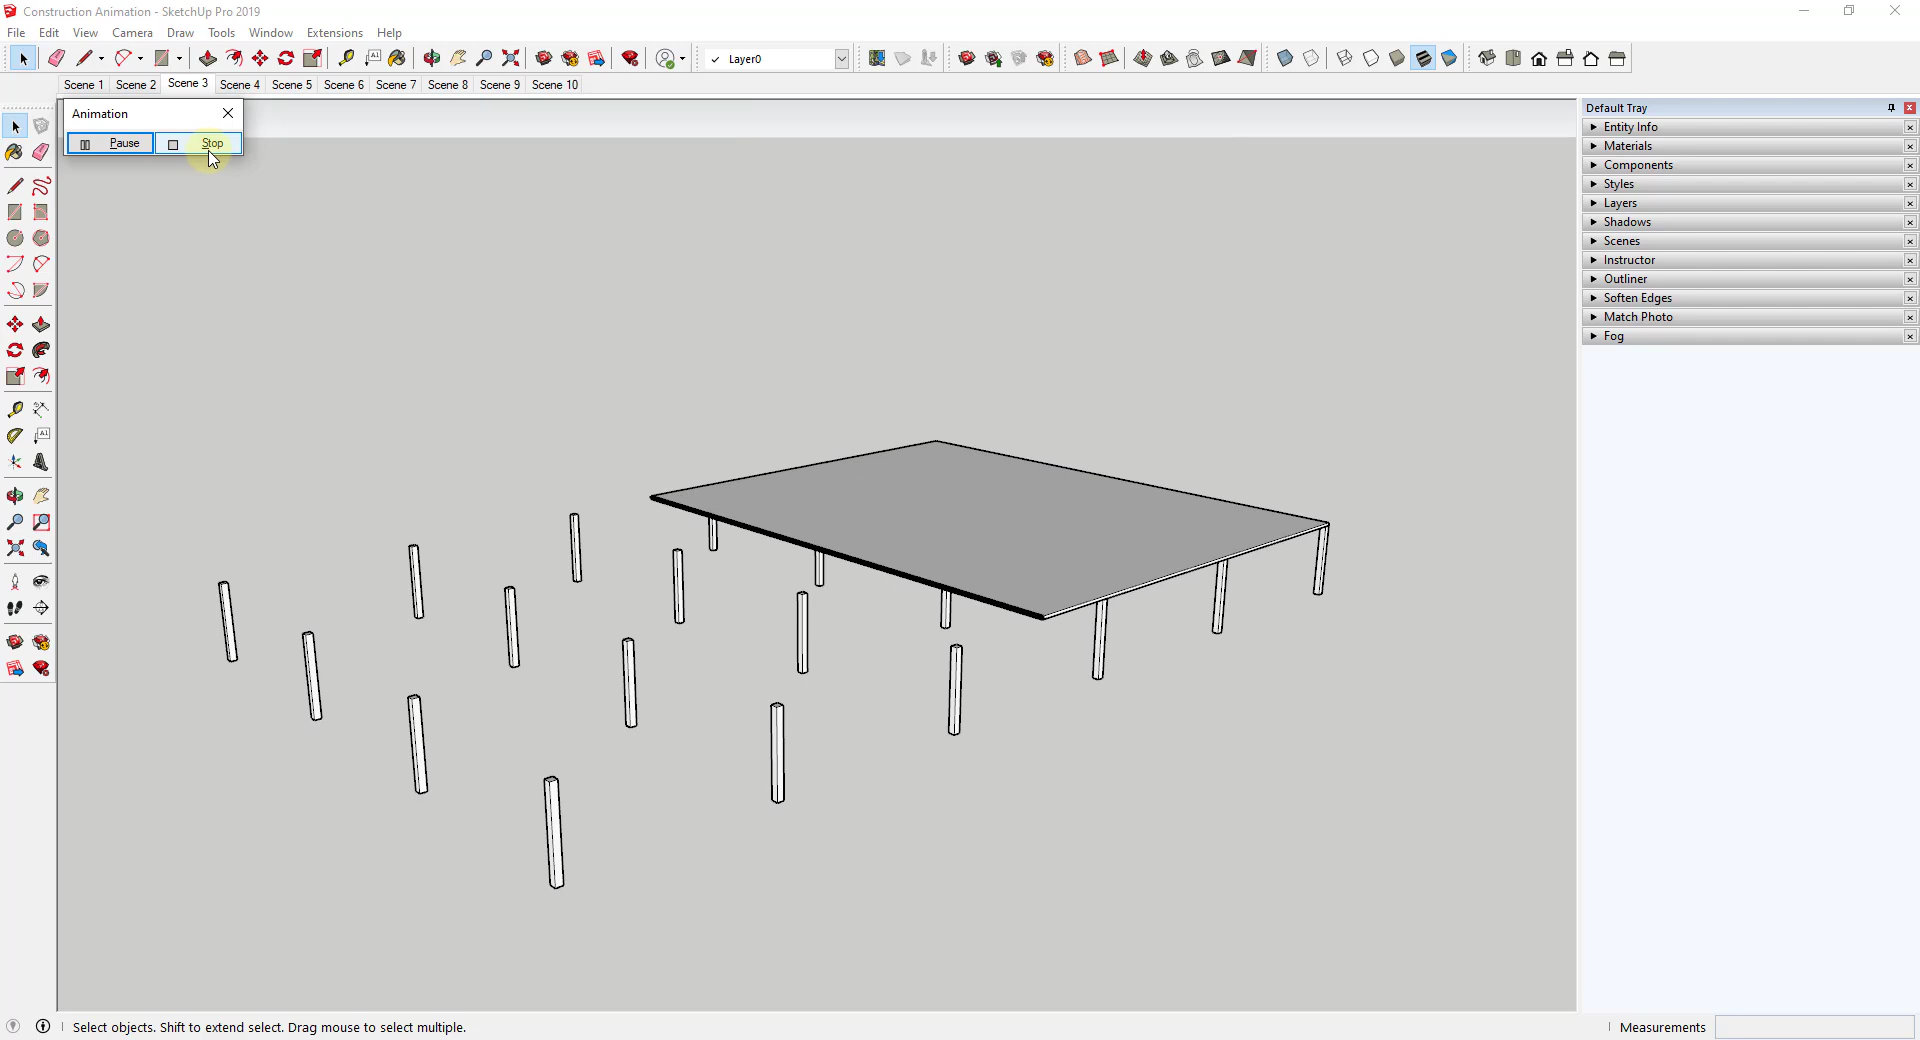 Construction Animation - SketchUp Pro 2019
File Edit View Camera Draw Tools Window Extensions Help
Layer0
Scene 1 Scene 2 Scene 3 Scene 4 Scene 5 Scene 6 Scene 7 Scene 8 Scene 9 Scene 10
Animation
Pause Stop
Default Tray
Entity Info
Materials
Components
Styles
Layers
Shadows
Scenes
Instructor
Outliner
Soften Edges
Match Photo
Fog
Select objects. Shift to extend select. Drag mouse to select multiple.
Measurements